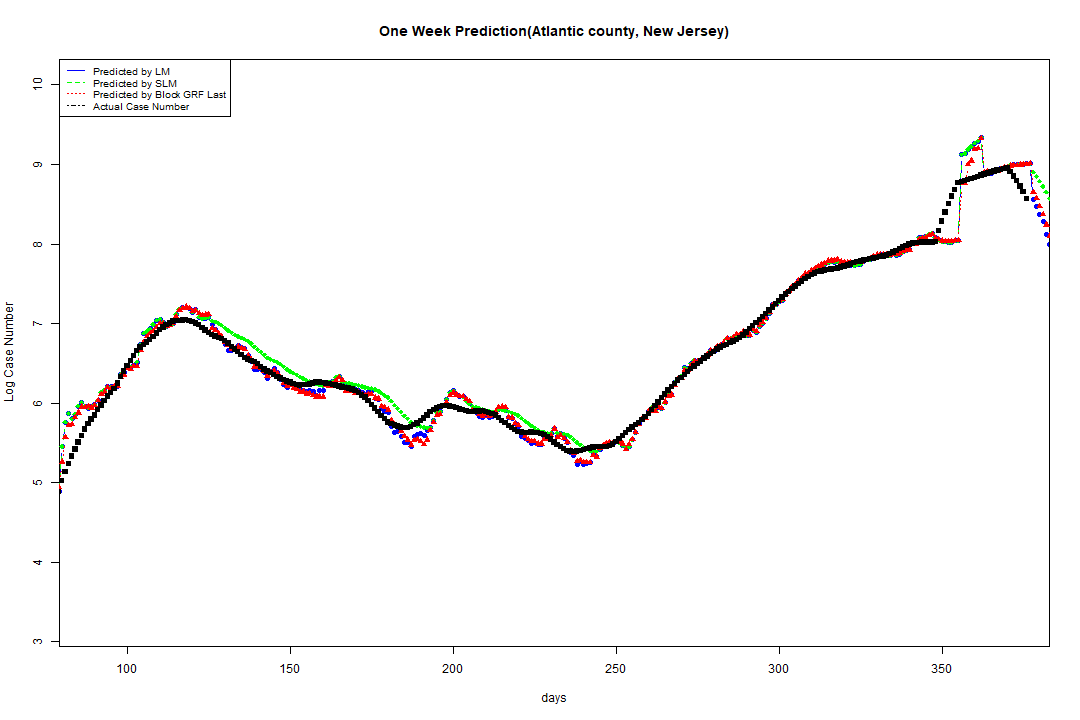 One Week Prediction(Atlantic county, New Jersey)
Predicted by LM
Predicted by SLM
Predicted by Block GRF Last
Actual Case Number
10
9
8
7
6
5
4
3
Log Case Number
100 150 200 250 300 350
days